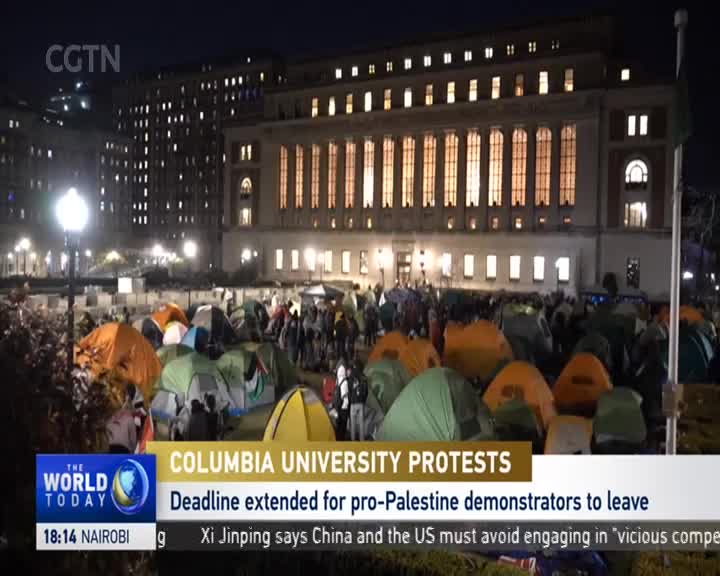 CGTN
COLUMBIA UNIVERSITY PROTESTS
THE
WORLD
TODAY
Deadline extended for pro-Palestine demonstrators to leave
18:14 NAIROBI
Xi Jinping says China and the US must avoid engaging in "vicious